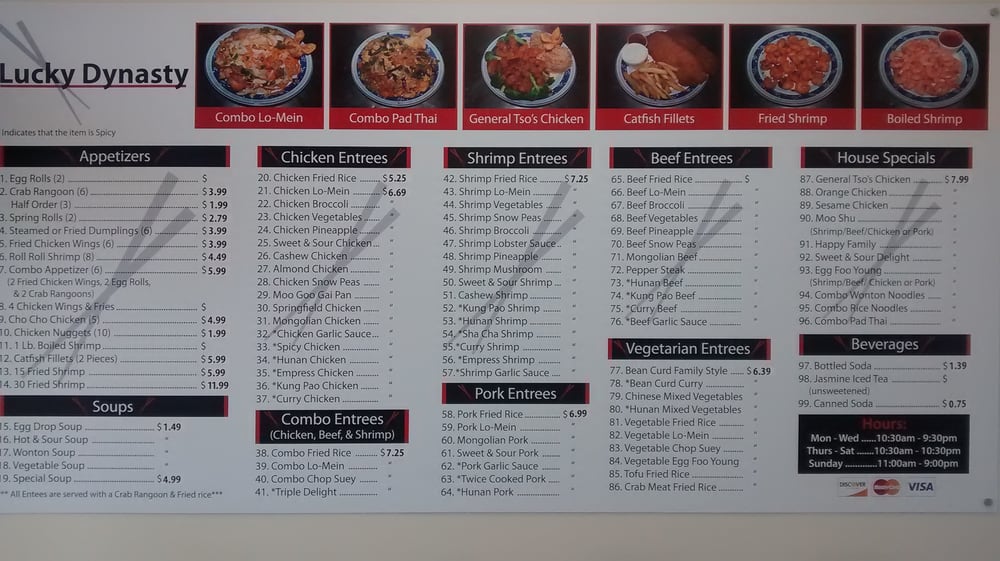 Lucky Dynasty
Indicates that the item is Spicy
Combo Lo-Mein
Combo Pad Thai
General Tso's Chicken
Catfish Fillets
Fried Shrimp
Boiled Shrimp
Appetizers
1. Egg Rolls (2) $
2. Crab Rangoon (6) $3.99
Half Order (3) $1.99
3. Spring Rolls (2) $2.79
4. Steamed or Fried Dumplings (6) $3.99
5. Fried Chicken Wings (6) $3.99
6. Roll Roll Shrimp (8) $4.49
7. Combo Appetizer (6) $5.99
(2 Fried Chicken Wings, 2 Egg Rolls,
& 2 Crab Rangoons)
8. 4 Chicken Wings & Fries $
9. Cho Cho Chicken (5) $4.99
10. Chicken Nuggets (10) $1.99
11. 1 Lb. Boiled Shrimp $
12. Catfish Fillets (2 Pieces) $5.99
13. 15 Fried Shrimp $5.99
14. 30 Fried Shrimp $11.99
Soups
15. Egg Drop Soup $1.49
16. Hot & Sour Soup "
17. Wonton Soup "
18. Vegetable Soup "
19. Special Soup $4.99
** All Entees are served with a Crab Rangoon & Fried rice***
Chicken Entrees
20. Chicken Fried Rice $5.25
21. Chicken Lo-Mein $6.69
22. Chicken Broccoli "
23. Chicken Vegetables "
24. Chicken Pineapple "
25. Sweet & Sour Chicken "
26. Cashew Chicken "
27. Almond Chicken "
28. Chicken Snow Peas "
29. Moo Goo Gai Pan "
30. Springfield Chicken "
31. Mongolian Chicken "
32. *Chicken Garlic Sauce "
33. *Spicy Chicken "
34. *Hunan Chicken "
35. *Empress Chicken "
36. *Kung Pao Chicken "
37. *Curry Chicken "
Combo Entrees
(Chicken, Beef, & Shrimp)
38. Combo Fried Rice $7.25
39. Combo Lo-Mein "
40. Combo Chop Suey "
41. *Triple Delight "
Shrimp Entrees
42. Shrimp Fried Rice $7.25
43. Shrimp Lo-Mein "
44. Shrimp Vegetables "
45. Shrimp Snow Peas "
46. Shrimp Broccoli "
47. Shrimp Lobster Sauce "
48. Shrimp Pineapple "
49. Shrimp Mushroom "
50. Sweet & Sour Shrimp "
51. Cashew Shrimp "
52. *Kung Pao Shrimp "
53. *Hunan Shrimp "
54. *Sha Cha Shrimp "
55. *Curry Shrimp "
56. *Empress Shrimp "
57. *Shrimp Garlic Sauce "
Pork Entrees
58. Pork Fried Rice $6.99
59. Pork Lo-Mein "
60. Mongolian Pork "
61. Sweet & Sour Pork "
62. *Pork Garlic Sauce "
63. *Twice Cooked Pork "
64. *Hunan Pork "
Beef Entrees
65. Beef Fried Rice $
66. Beef Lo-Mein "
67. Beef Broccoli "
68. Beef Vegetables "
69. Beef Pineapple "
70. Beef Snow Peas "
71. Mongolian Beef "
72. Pepper Steak "
73. *Hunan Beef "
74. *Kung Pao Beef "
75. *Curry Beef "
76. *Beef Garlic Sauce "
Vegetarian Entrees
77. Bean Curd Family Style $6.39
78. *Bean Curd Curry "
79. Chinese Mixed Vegetables "
80. *Hunan Mixed Vegetables "
81. Vegetable Fried Rice "
82. Vegetable Lo-Mein "
83. Vegetable Chop Suey "
84. Vegetable Egg Foo Young "
85. Tofu Fried Rice "
86. Crab Meat Fried Rice "
House Specials
87. General Tso's Chicken $7.99
88. Orange Chicken "
89. Sesame Chicken "
90. Moo Shu "
(Shrimp/Beef/Chicken or Pork)
91. Happy Family "
92. Sweet & Sour Delight "
93. Egg Foo Young "
(Shrimp/Beef/ Chicken or Pork)
94. Combo Wonton Noodles "
95. Combo Rice Noodles "
96. Combo Pad Thai "
Beverages
97. Bottled Soda $1.39
98. Jasmine Iced Tea $
(unsweetened)
99. Canned Soda $0.75
Hours:
Mon - Wed ......10:30am - 9:30pm
Thurs - Sat ......10:30am - 10:30pm
Sunday ............11:00am - 9:00pm
DISCOVER
MasterCard
VISA